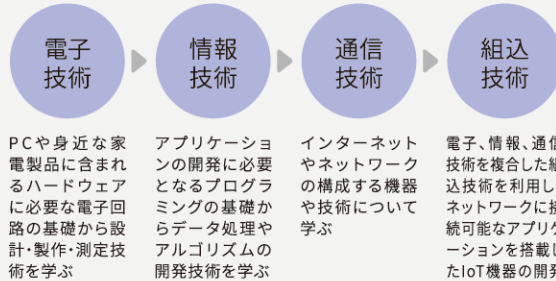 電子
技術
情報
技術
通信
技術
組込
技術
PCや身近な家
電製品に含まれ
るハードウェア
に必要な電子回
路の基礎から設
計・製作・測定技
術を学ぶ
アプリケーショ
ンの開発に必要
となるプログラ
ミングの基礎か
らデータ処理や
アルゴリズムの
開発技術を学ぶ
インターネット
やネットワーク
の構成する機器
や技術について
学ぶ
電子、情報、通信
技術を複合した組
込技術を利用し
ネットワークに接
続可能なアプリケ
ーションを搭載し
たIoT機器の開発